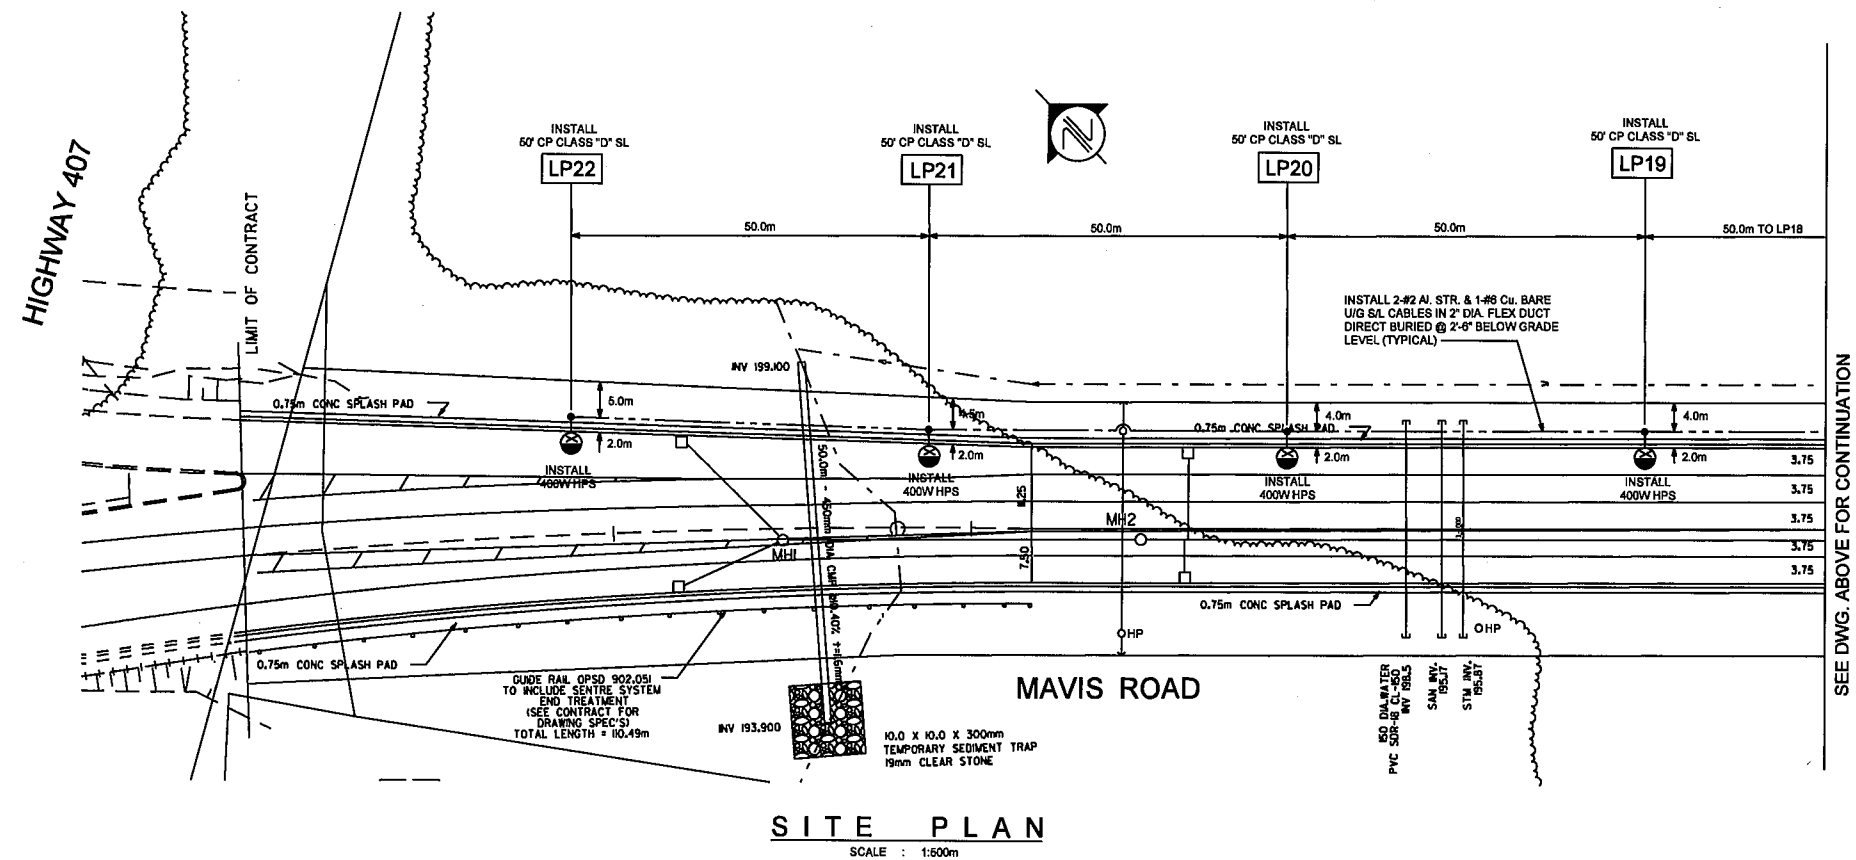 INSTALL
50' CP CLASS "D" SL
LP22
INSTALL
50' CP CLASS "D" SL
LP21
INSTALL
50' CP CLASS "D" SL
LP20
INSTALL
50' CP CLASS "D" SL
LP19
HIGHWAY 407
LIMIT OF CONTRACT
50.0m
50.0m
50.0m
50.0m TO LP18
INSTALL 2-#2 Al. STR. & 1-#6 Cu. BARE
U/G S/L CABLES IN 2" DIA. FLEX DUCT
DIRECT BURIED @ 2'-6" BELOW GRADE
LEVEL (TYPICAL)
SEE DWG. ABOVE FOR CONTINUATION
INV 199.100
0.75m CONC SPLASH PAD
5.0m
4.5m
4.0m
4.0m
0.75m CONC SPLASH PAD
2.0m
2.0m
2.0m
2.0m
INSTALL
400W HPS
INSTALL
400W HPS
INSTALL
400W HPS
INSTALL
400W HPS
3.75
3.75
3.75
3.75
3.75
50.0m - 450mm DIA CMP
11.25
7.50
MH1
MH2
0.75m CONC SPLASH PAD
HP
HP
0.75m CONC SPLASH PAD
GUIDE RAIL OPSD 902.051
TO INCLUDE SENTRE SYSTEM
END TREATMENT
(SEE CONTRACT FOR
DRAWING SPEC'S)
TOTAL LENGTH = 110.49m
MAVIS ROAD
150 DIA.WATER
PVC SDR-18 CL-150
INV 198.5
SAN INV.
195.17
STM INV.
195.87
INV 193.900
10.0 X 10.0 X 300mm
TEMPORARY SEDIMENT TRAP
19mm CLEAR STONE
SITE PLAN
SCALE : 1:500m